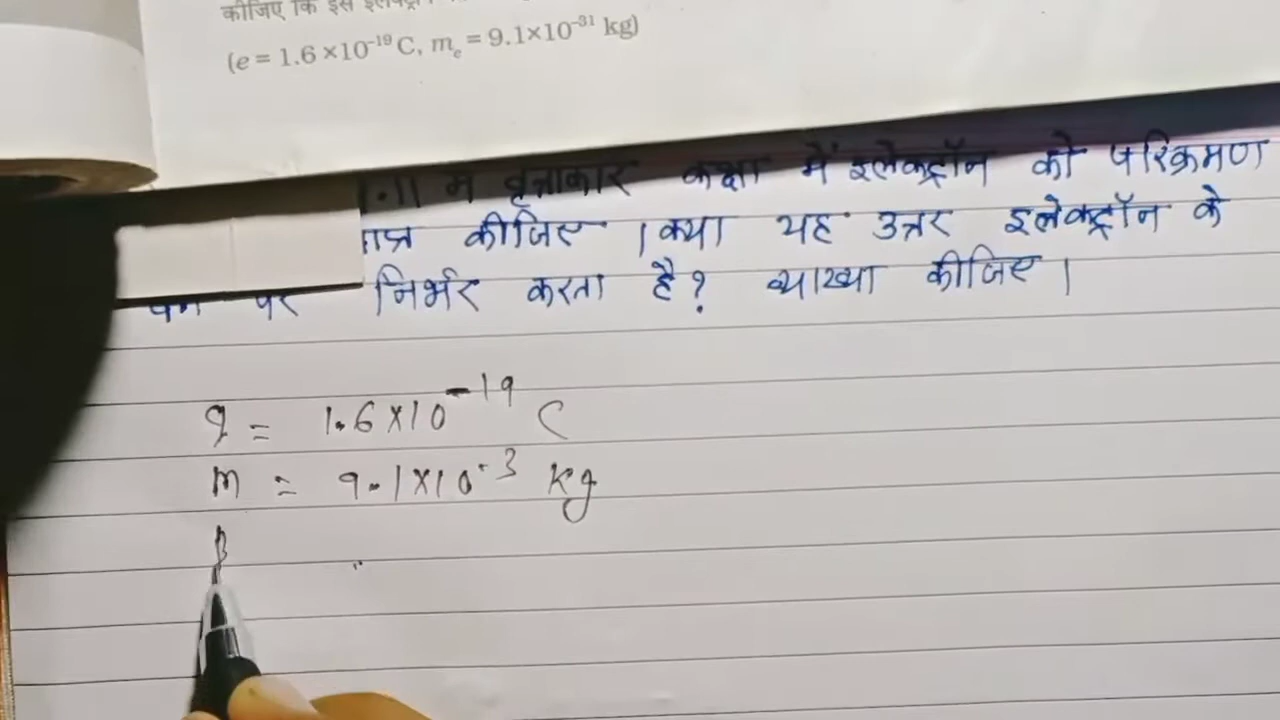 कीजिए कि इस
(e = 1.6 ×10⁻¹⁹ C, mₑ = 9.1×10⁻³¹ kg)
.11 में वृत्ताकार कक्षा में इलेक्ट्रॉन की परिक्रमण
कीजिए । क्या यह उत्तर इलेक्ट्रॉन के
पर निर्भर करता है? व्याख्या कीजिए ।
q = 1.6×10⁻¹⁹ C
m = 9.1×10⁻³ kg
B